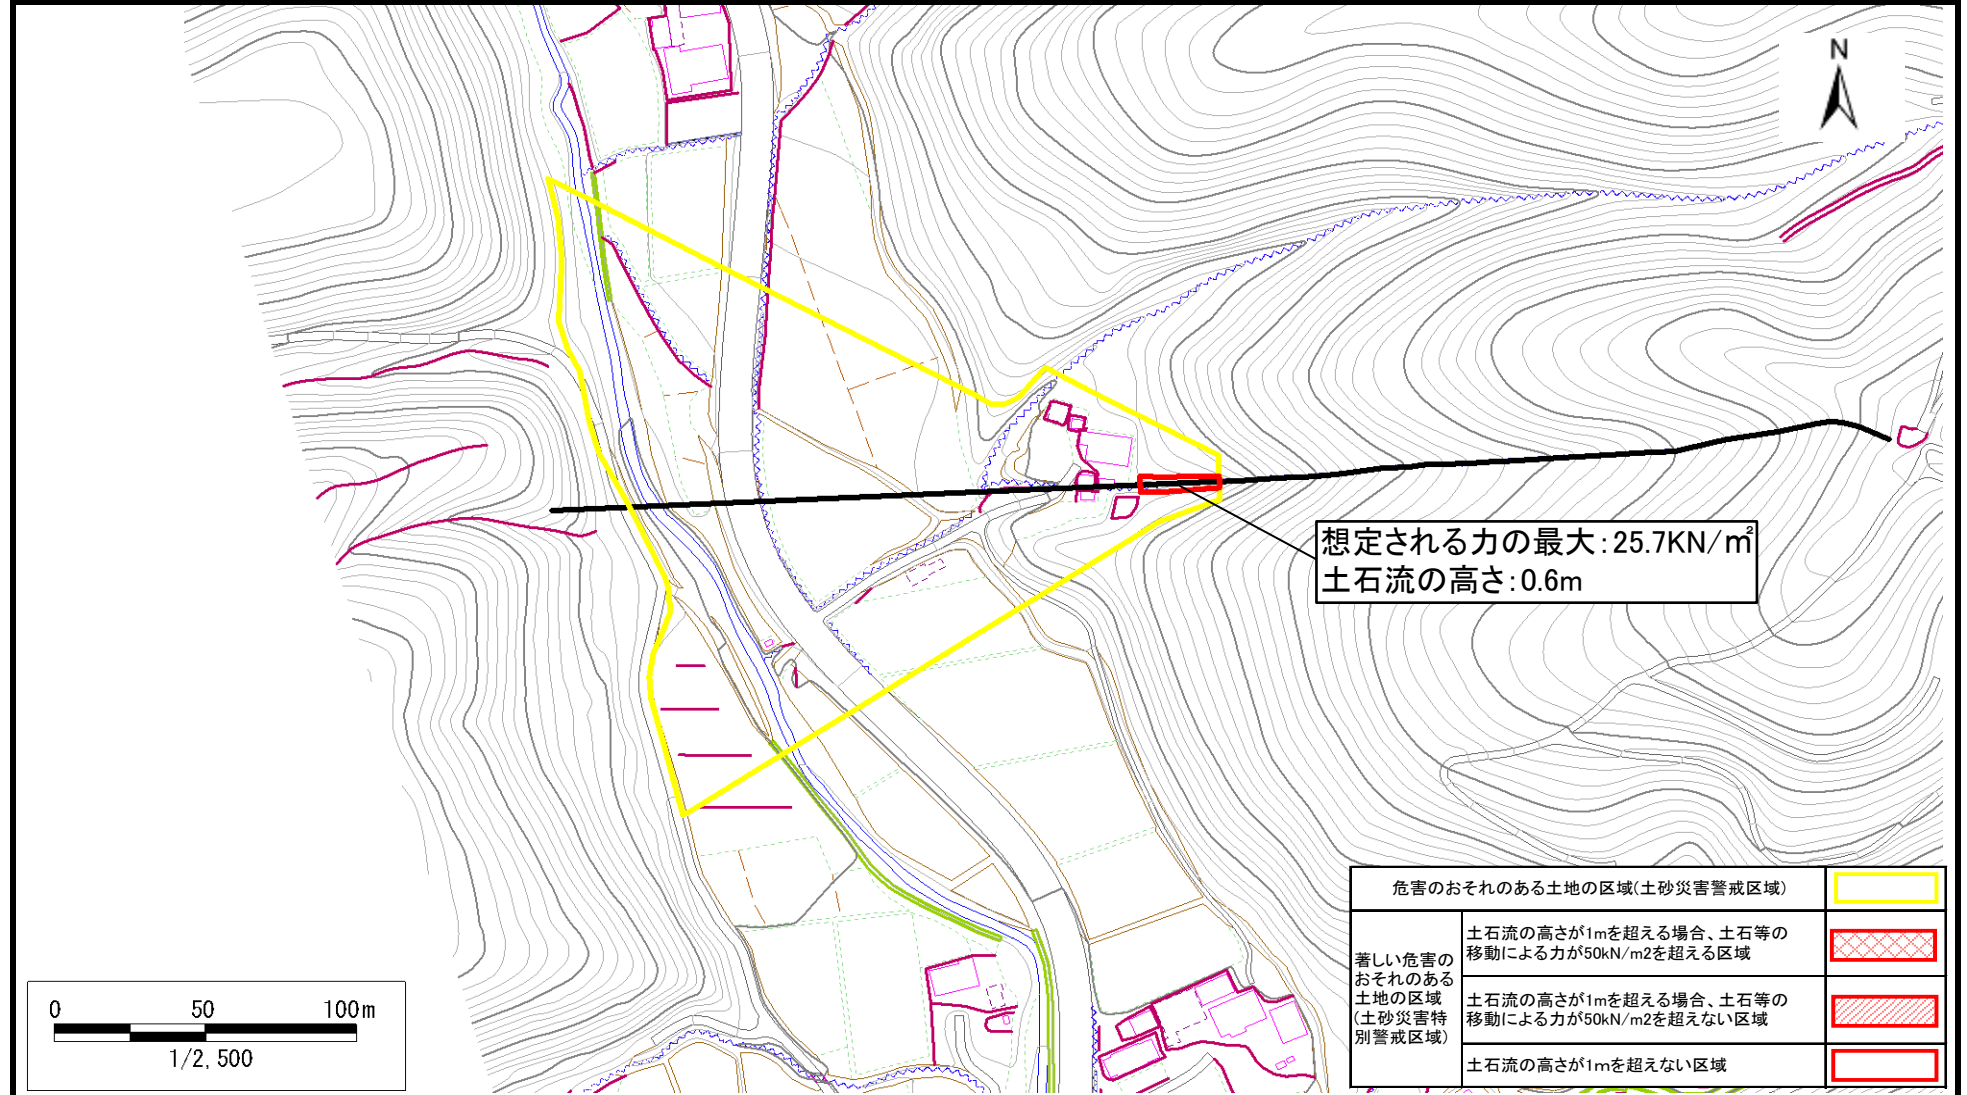 N
想定される力の最大:25.7KN/㎡
土石流の高さ:0.6m
危害のおそれのある土地の区域(土砂災害警戒区域)
著しい危害の
おそれのある
土地の区域
(土砂災害特
別警戒区域)
土石流の高さが1mを超える場合、土石等の
移動による力が50kN/m2を超える区域
土石流の高さが1mを超える場合、土石等の
移動による力が50kN/m2を超えない区域
土石流の高さが1mを超えない区域
0 50 100m
1/2,500